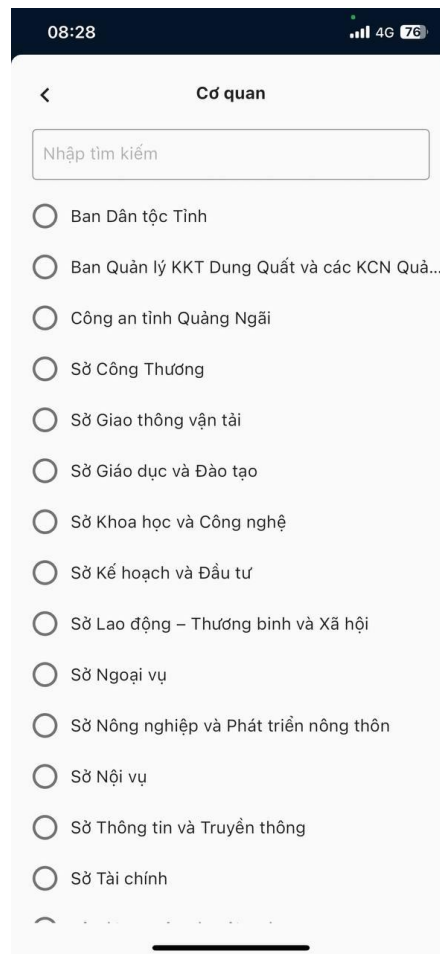 08:28
4G 76
Cơ quan
Nhập tìm kiếm
Ban Dân tộc Tỉnh
Ban Quản lý KKT Dung Quất và các KCN Quả...
Công an tỉnh Quảng Ngãi
Sở Công Thương
Sở Giao thông vận tải
Sở Giáo dục và Đào tạo
Sở Khoa học và Công nghệ
Sở Kế hoạch và Đầu tư
Sở Lao động – Thương binh và Xã hội
Sở Ngoại vụ
Sở Nông nghiệp và Phát triển nông thôn
Sở Nội vụ
Sở Thông tin và Truyền thông
Sở Tài chính